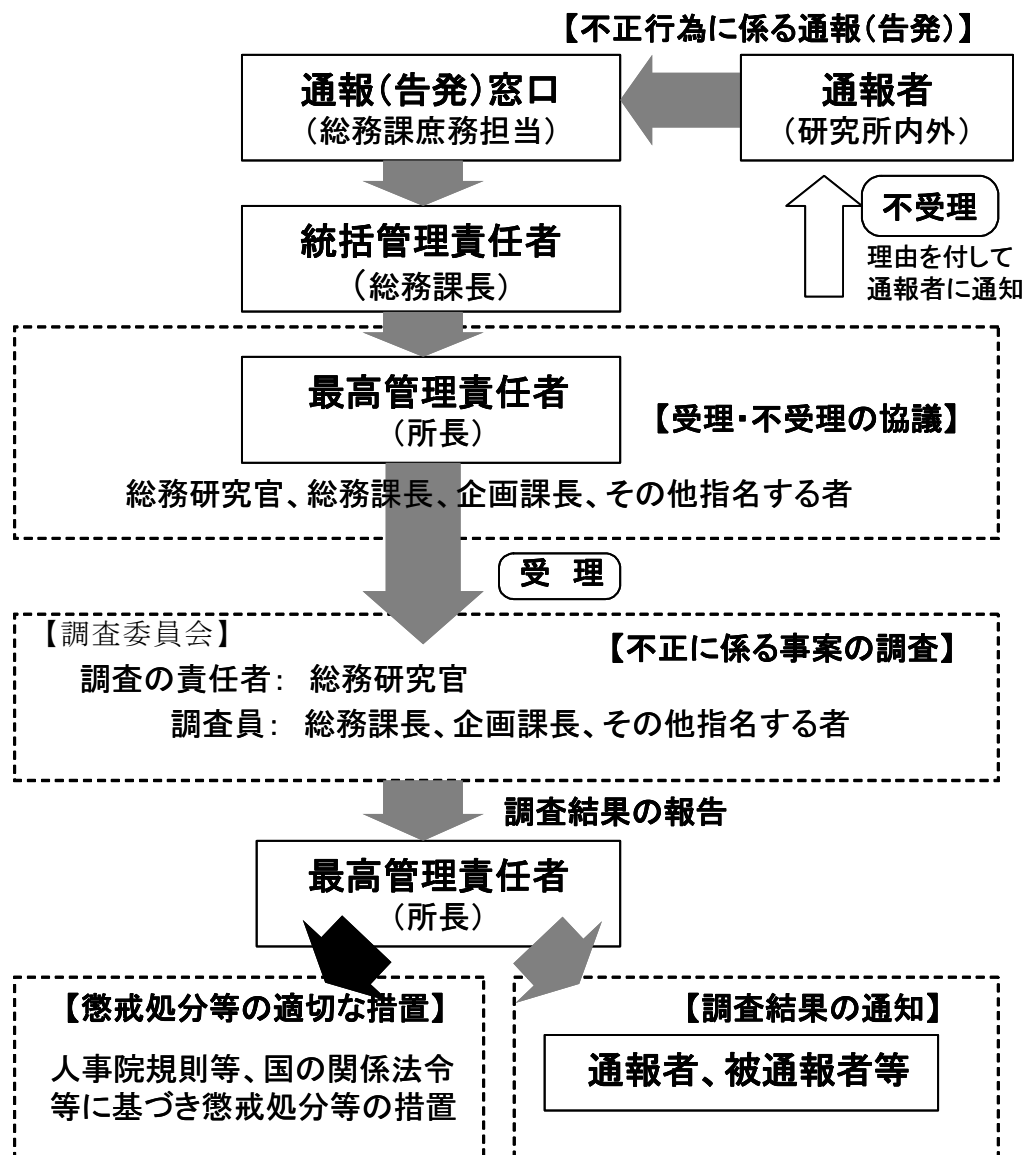 【不正行為に係る通報(告発)】
通報(告発)窓口
(総務課庶務担当)
通報者
(研究所内外)
不受理
理由を付して
通報者に通知
統括管理責任者
(総務課長)
最高管理責任者
(所長)
【受理・不受理の協議】
総務研究官、総務課長、企画課長、その他指名する者
受 理
【調査委員会】
【不正に係る事案の調査】
調査の責任者: 総務研究官
調査員: 総務課長、企画課長、その他指名する者
調査結果の報告
最高管理責任者
(所長)
【懲戒処分等の適切な措置】
人事院規則等、国の関係法令
等に基づき懲戒処分等の措置
【調査結果の通知】
通報者、被通報者等